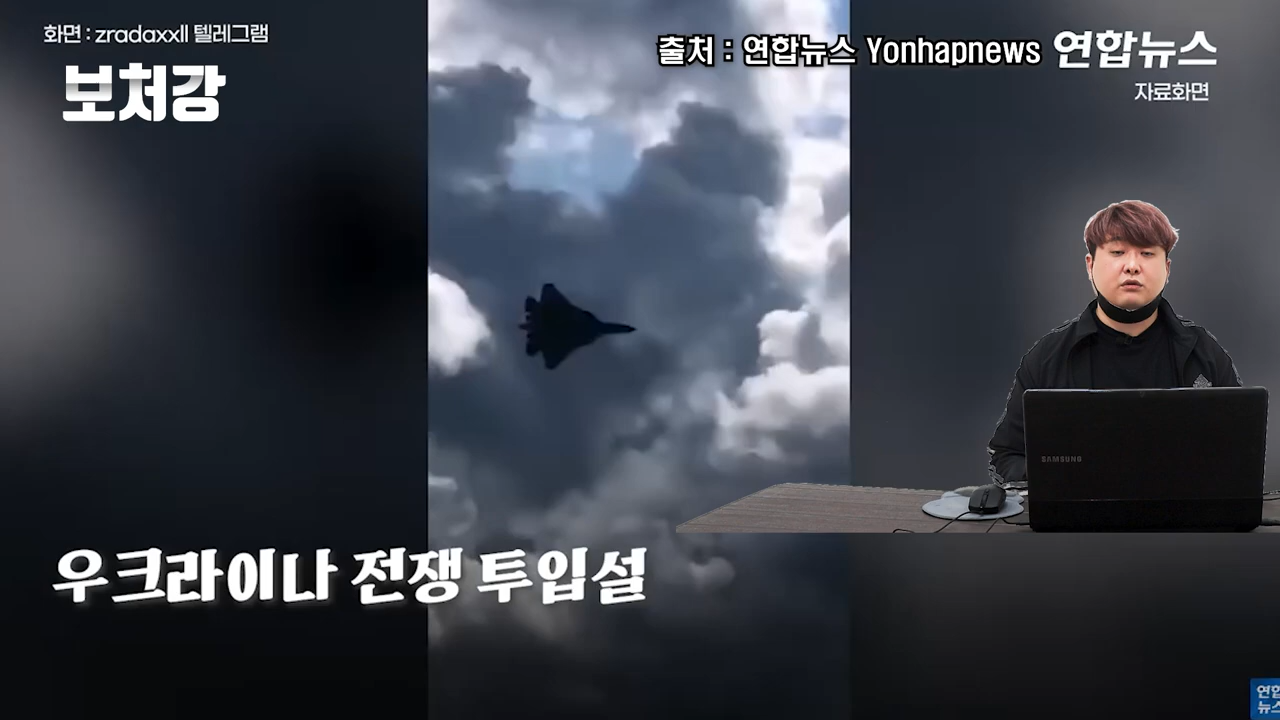 화면 : zradaxxll 텔레그램
보처강
출처 : 연합뉴스 Yonhapnews 연합뉴스
자료화면
SAMSUNG
우크라이나 전쟁 투입설
연합
뉴스